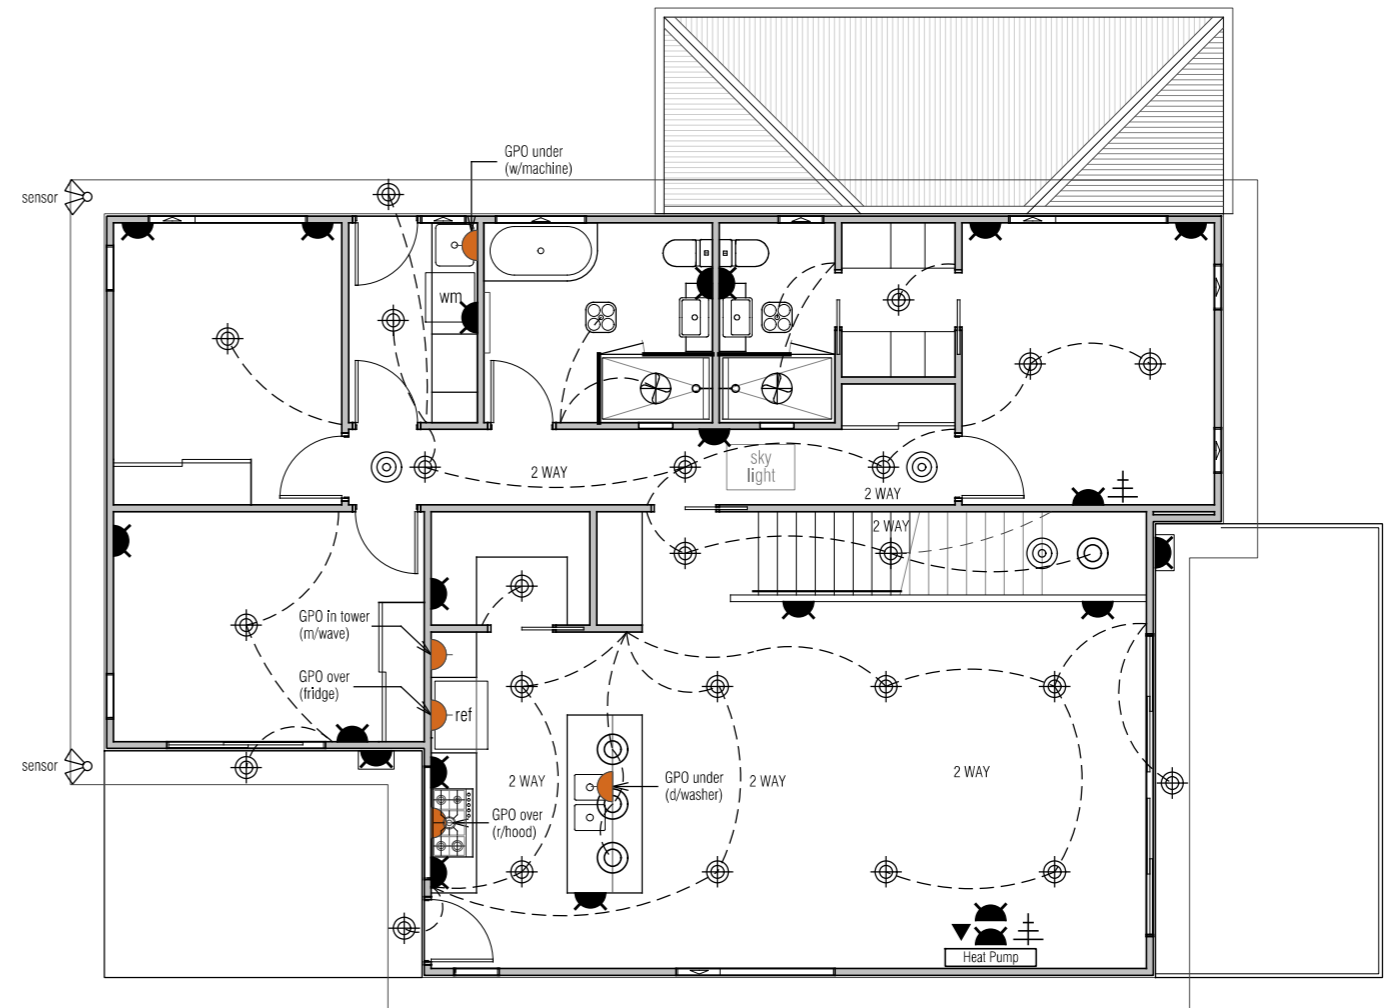 GPO under
(w/machine)
sensor
wm
sky
light
2 WAY
2 WAY
2 WAY
GPO in tower
(m/wave)
GPO over
(fridge)
ref
sensor
2 WAY
GPO under
(d/washer)
2 WAY
2 WAY
GPO over
(r/hood)
Heat Pump